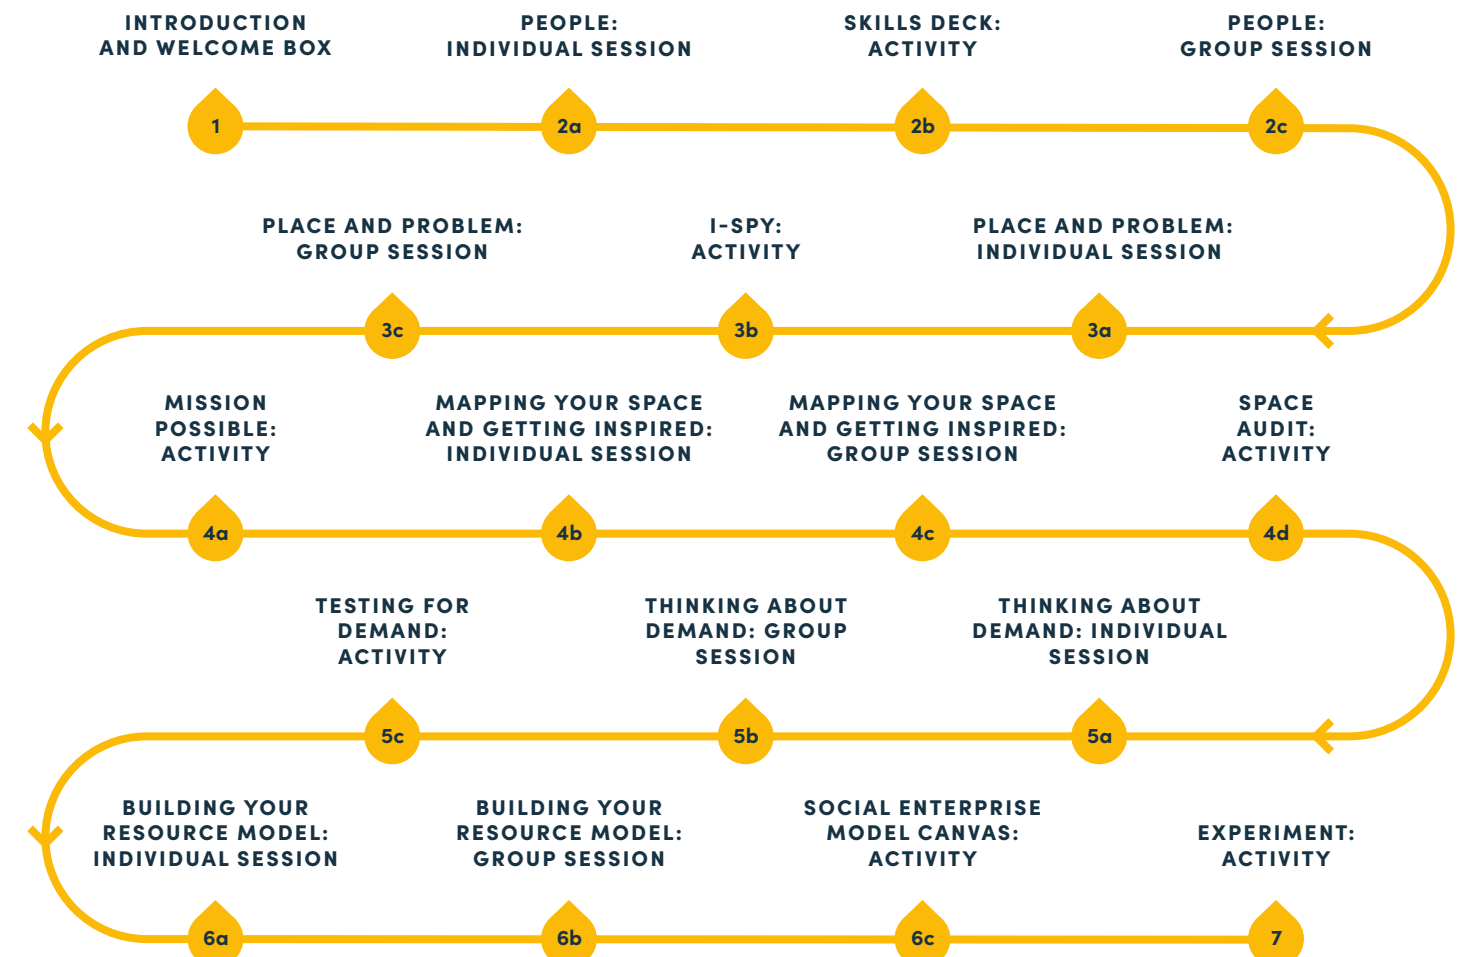 INTRODUCTION
AND WELCOME BOX
PEOPLE:
INDIVIDUAL SESSION
SKILLS DECK:
ACTIVITY
PEOPLE:
GROUP SESSION
1
2a
2b
2c
PLACE AND PROBLEM:
GROUP SESSION
I-SPY:
ACTIVITY
PLACE AND PROBLEM:
INDIVIDUAL SESSION
3c
3b
3a
MISSION
POSSIBLE:
ACTIVITY
MAPPING YOUR SPACE
AND GETTING INSPIRED:
INDIVIDUAL SESSION
MAPPING YOUR SPACE
AND GETTING INSPIRED:
GROUP SESSION
SPACE
AUDIT:
ACTIVITY
4a
4b
4c
4d
TESTING FOR
DEMAND:
ACTIVITY
THINKING ABOUT
DEMAND: GROUP
SESSION
THINKING ABOUT
DEMAND: INDIVIDUAL
SESSION
5c
5b
5a
BUILDING YOUR
RESOURCE MODEL:
INDIVIDUAL SESSION
BUILDING YOUR
RESOURCE MODEL:
GROUP SESSION
SOCIAL ENTERPRISE
MODEL CANVAS:
ACTIVITY
EXPERIMENT:
ACTIVITY
6a
6b
6c
7